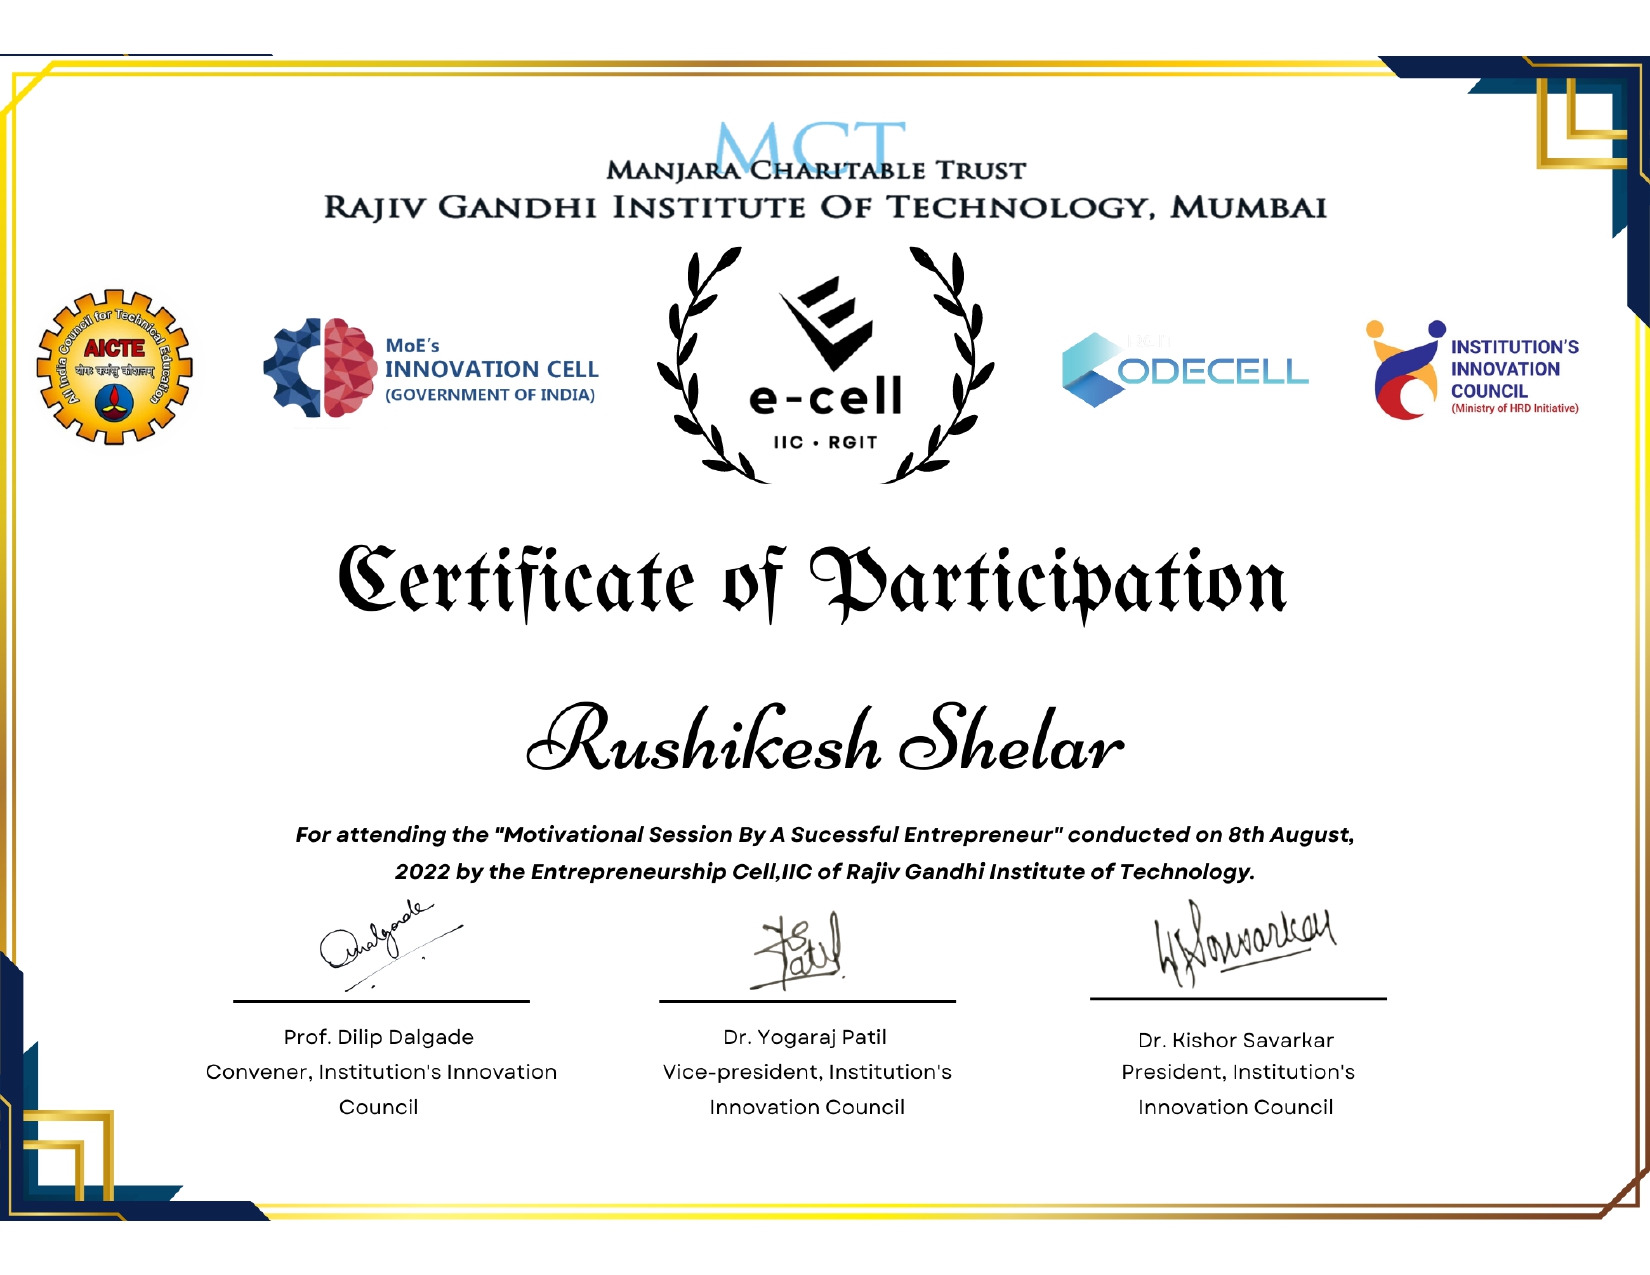 MCT
MANJARA CHARITABLE TRUST
RAJIV GANDHI INSTITUTE OF TECHNOLOGY, MUMBAI
All India Council for Technical Education
AICTE
योगः कर्मसु कौशलम्
MoE's
INNOVATION CELL
(GOVERNMENT OF INDIA)
e-cell
IIC • RGIT
ODECELL
INSTITUTION'S
INNOVATION
COUNCIL
(Ministry of HRD Initiative)
Certificate of Participation
Rushikesh Shelar
For attending the "Motivational Session By A Sucessful Entrepreneur" conducted on 8th August,
2022 by the Entrepreneurship Cell,IIC of Rajiv Gandhi Institute of Technology.
Prof. Dilip Dalgade
Convener, Institution's Innovation
Council
Dr. Yogaraj Patil
Vice-president, Institution's
Innovation Council
Dr. Kishor Savarkar
President, Institution's
Innovation Council